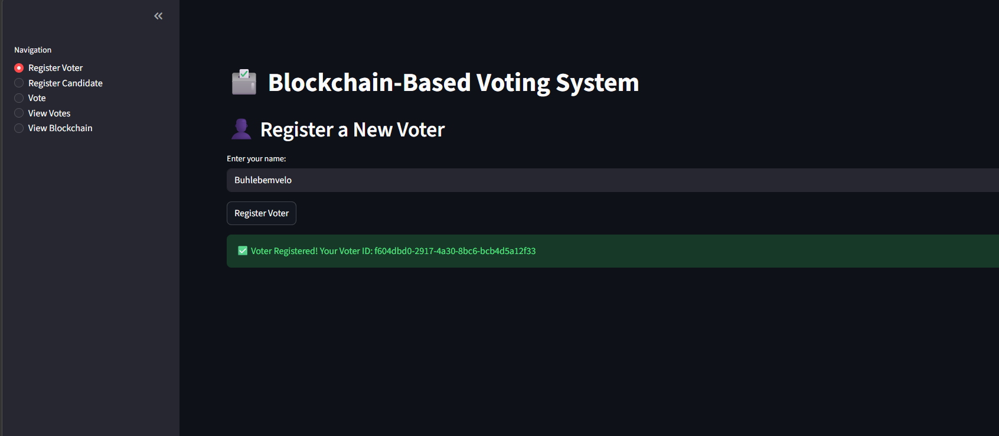 Navigation
Register Voter
Register Candidate
Vote
View Votes
View Blockchain
Blockchain-Based Voting System
Register a New Voter
Enter your name:
Buhlebemvelo
Register Voter
Voter Registered! Your Voter ID: f604dbd0-2917-4a30-8bc6-bcb4d5a12f33